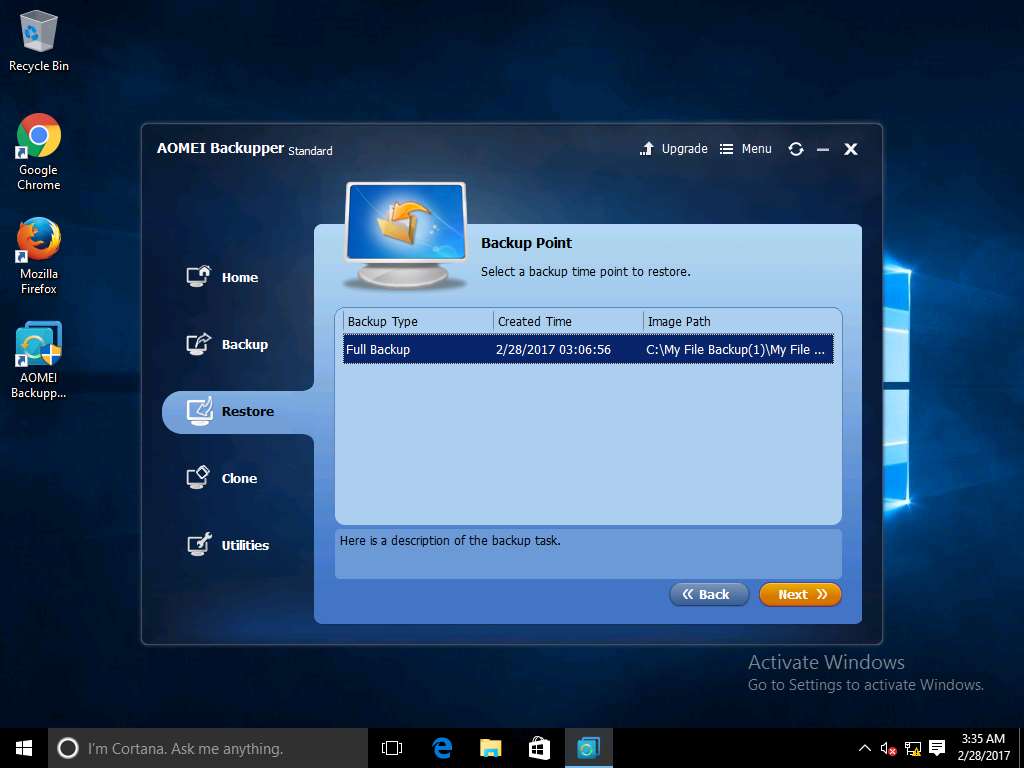 Recycle Bin
Google
Chrome
Mozilla
Firefox
AOMEI
Backupp...
AOMEI Backupper Standard
Upgrade
Menu
Home
Backup
Restore
Clone
Utilities
Backup Point
Select a backup time point to restore.
Backup Type Created Time Image Path
Full Backup 2/28/2017 03:06:56 C:\My File Backup(1)\My File ...
Here is a description of the backup task.
Back
Next
Activate Windows
Go to Settings to activate Windows.
I'm Cortana. Ask me anything.
3:35 AM
2/28/2017